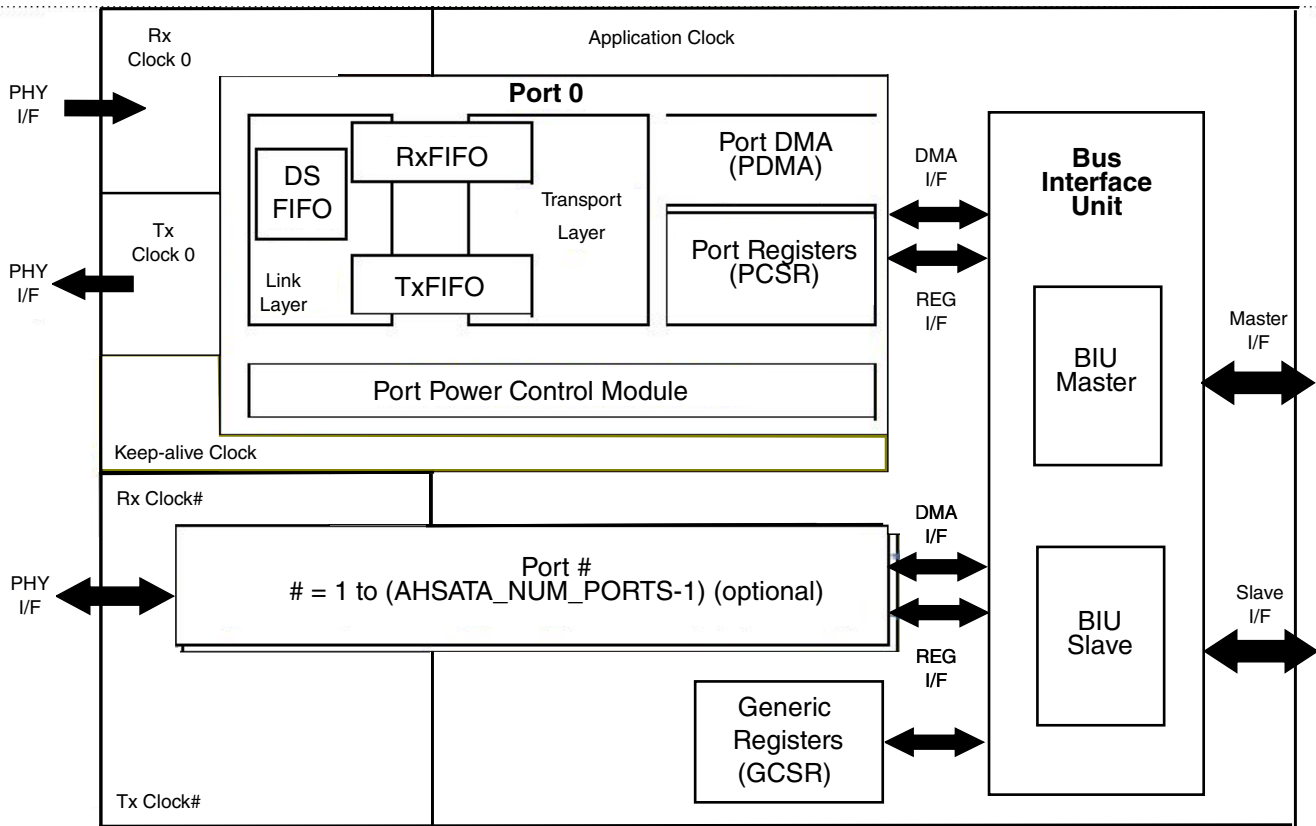 Rx
Clock 0
Application Clock
PHY
I/F
Port 0
RxFIFO
DS
FIFO
Transport
Layer
Port DMA
(PDMA)
DMA
I/F
Bus
Interface
Unit
Tx
Clock 0
PHY
I/F
Link
Layer
TxFIFO
Port Registers
(PCSR)
REG
I/F
Master
I/F
BIU
Master
Port Power Control Module
Keep-alive Clock
Rx Clock#
DMA
I/F
PHY
I/F
Port #
# = 1 to (AHSATA_NUM_PORTS-1) (optional)
Slave
I/F
BIU
Slave
REG
I/F
Generic
Registers
(GCSR)
Tx Clock#